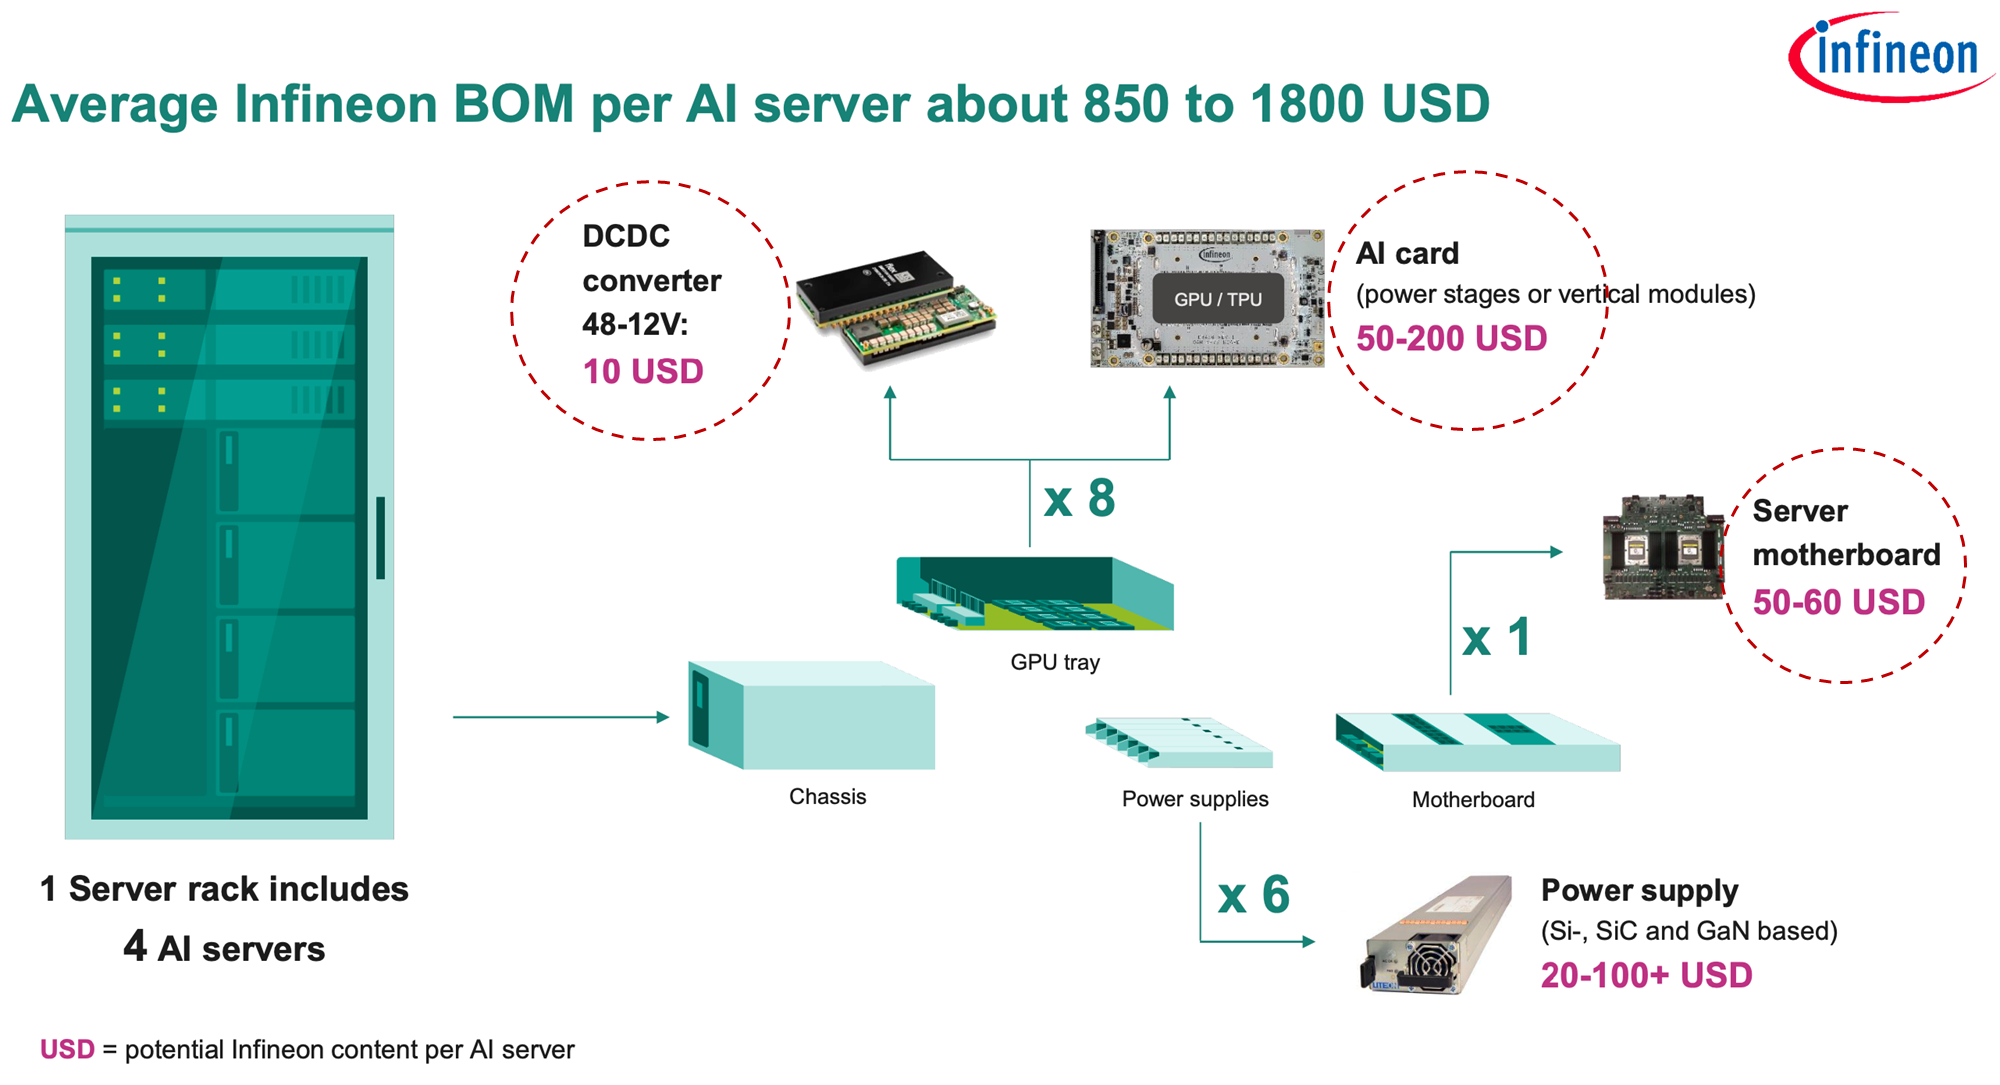 infineon
Average Infineon BOM per AI server about 850 to 1800 USD
DCDC
converter
48-12V:
10 USD
infineon
GPU / TPU
AI card
(power stages or vertical modules)
50-200 USD
x 8
Server
motherboard
50-60 USD
x 1
GPU tray
Chassis
Power supplies
Motherboard
1 Server rack includes
4 AI servers
x 6
Power supply
(Si-, SiC and GaN based)
20-100+ USD
LITEON
USD = potential Infineon content per AI server